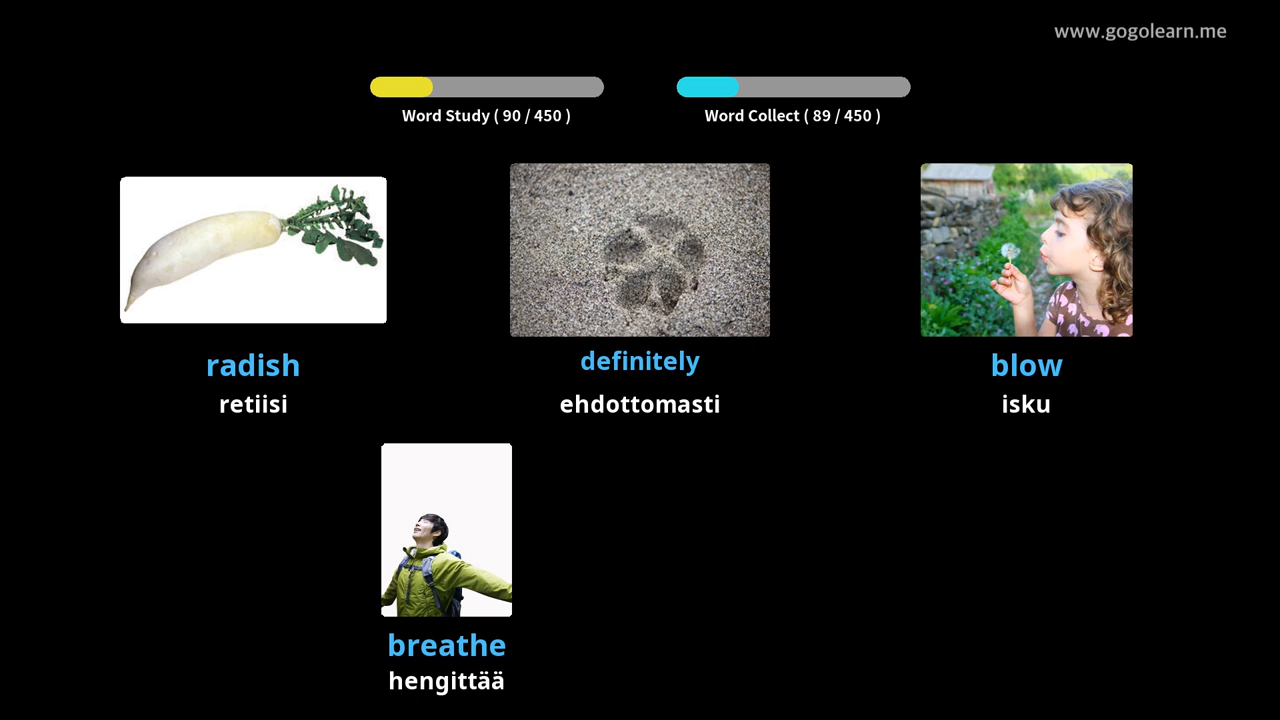 www.gogolearn.me
Word Study ( 90 / 450 )
Word Collect ( 89 / 450 )
radish
retiisi
definitely
ehdottomasti
blow
isku
breathe
hengittää